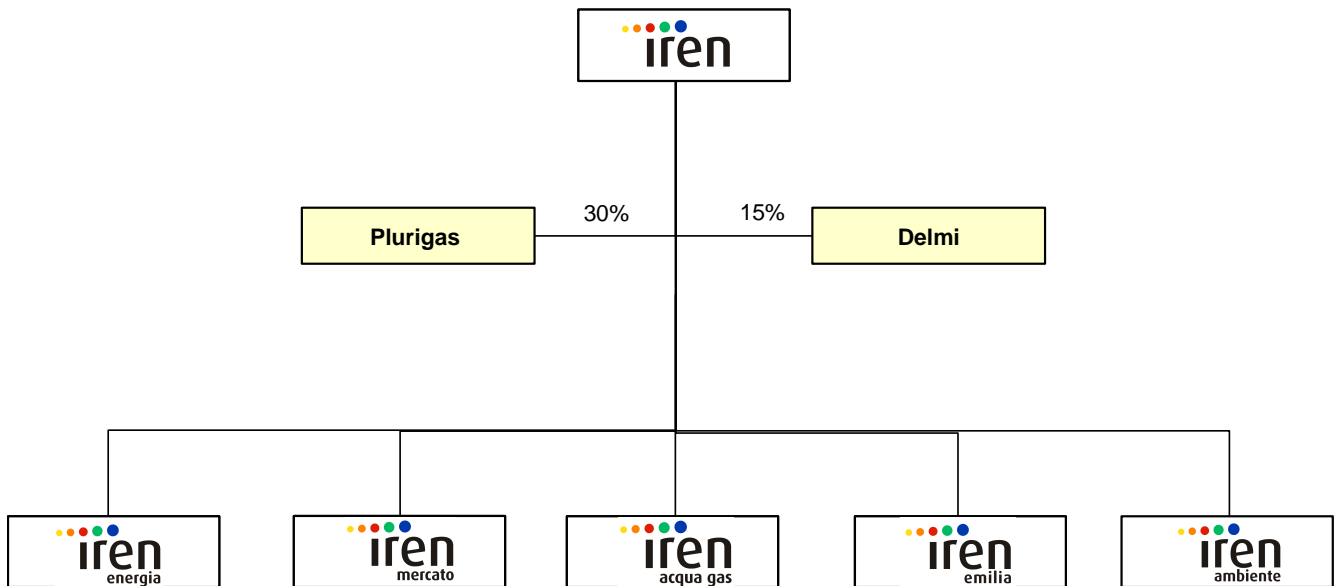 iren
30%
15%
Plurigas
Delmi
iren
energia
iren
mercato
iren
acqua gas
iren
emilia
iren
ambiente